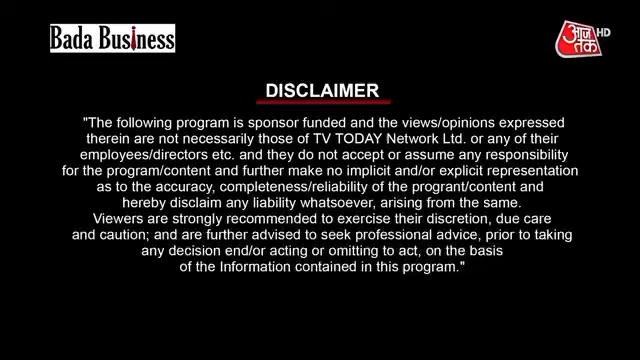 Bada Business
आज तक HD
DISCLAIMER
"The following program is sponsor funded and the views/opinions expressed
therein are not necessarily those of TV TODAY Network Ltd. or any of their
employees/directors etc. and they do not accept or assume any responsibility
for the program/content and further make no implicit and/or explicit representation
as to the accuracy, completeness/reliability of the progrant/content and
hereby disclaim any liability whatsoever, arising from the same.
Viewers are strongly recommended to exercise their discretion, due care
and caution; and are further advised to seek professional advice, prior to taking
any decision end/or acting or omitting to act, on the basis
of the Information contained in this program."